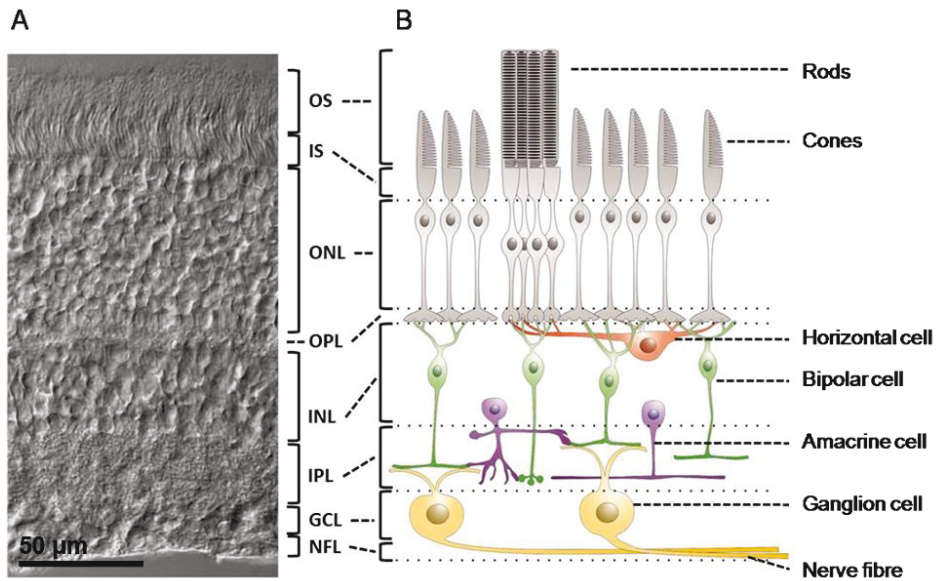 A
B
OS
IS
ONL
OPL
INL
IPL
GCL
NFL
50 µm
Rods
Cones
Horizontal cell
Bipolar cell
Amacrine cell
Ganglion cell
Nerve fibre